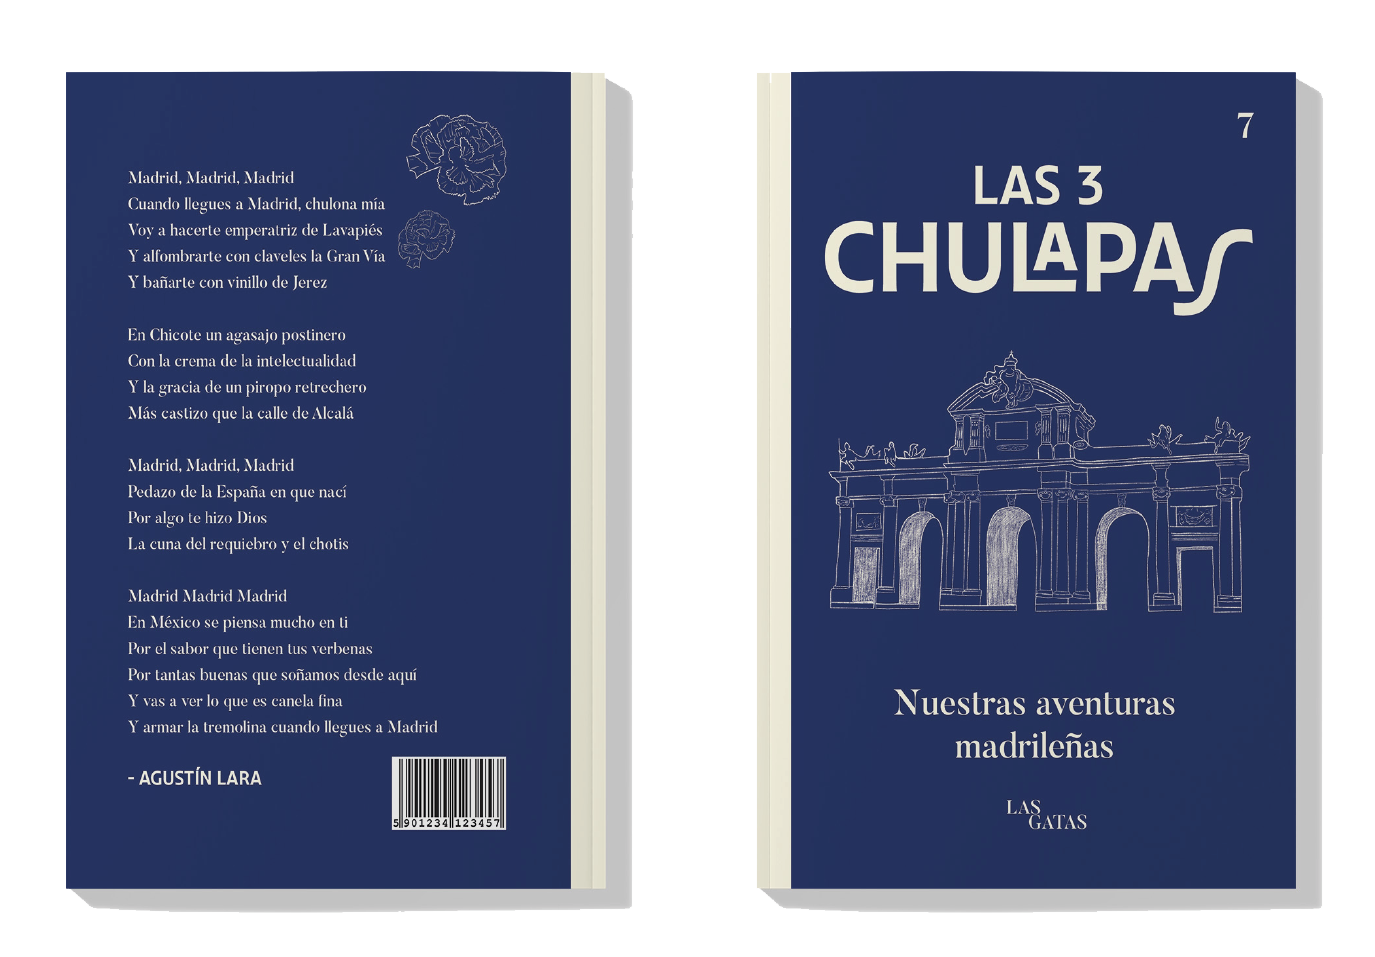 Madrid, Madrid, Madrid
Cuando llegues a Madrid, chulona mía
Voy a hacerte emperatriz de Lavapiés
Y alfombrarte con claveles la Gran Vía
Y bañarte con vinillo de Jerez
En Chicote un agasajo postinero
Con la crema de la intelectualidad
Y la gracia de un piropo retrechero
Más castizo que la calle de Alcalá
Madrid, Madrid, Madrid
Pedazo de la España en que nací
Por algo te hizo Dios
La cuna del requiebro y el chotis
Madrid Madrid Madrid
En México se piensa mucho en ti
Por el sabor que tienen tus verbenas
Por tantas buenas que soñamos desde aquí
Y vas a ver lo que es canela fina
Y armar la tremolina cuando llegues a Madrid
- AGUSTÍN LARA
5 901234 123457
7
LAS 3
CHULAPAS
Nuestras aventuras
madrileñas
LAS
GATAS